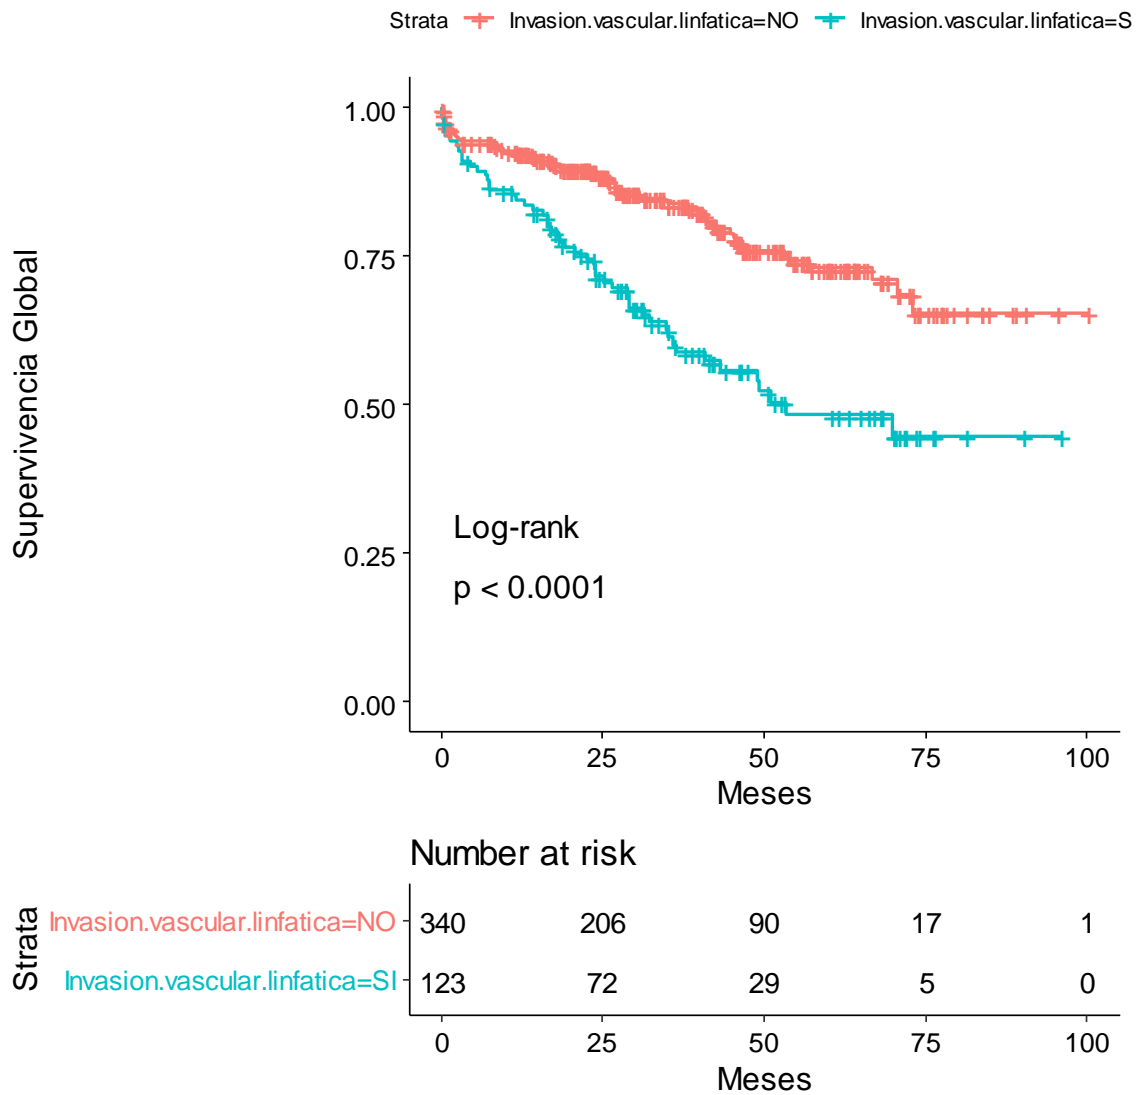 Strata Invasion.vascular.linfatica=NO Invasion.vascular.linfatica=S
Supervivencia Global
1.00
0.75
0.50
0.25
0.00
Log-rank
p < 0.0001
0 25 50 75 100
Meses
Number at risk
Strata
Invasion.vascular.linfatica=NO 340 206 90 17 1
Invasion.vascular.linfatica=SI 123 72 29 5 0
0 25 50 75 100
Meses